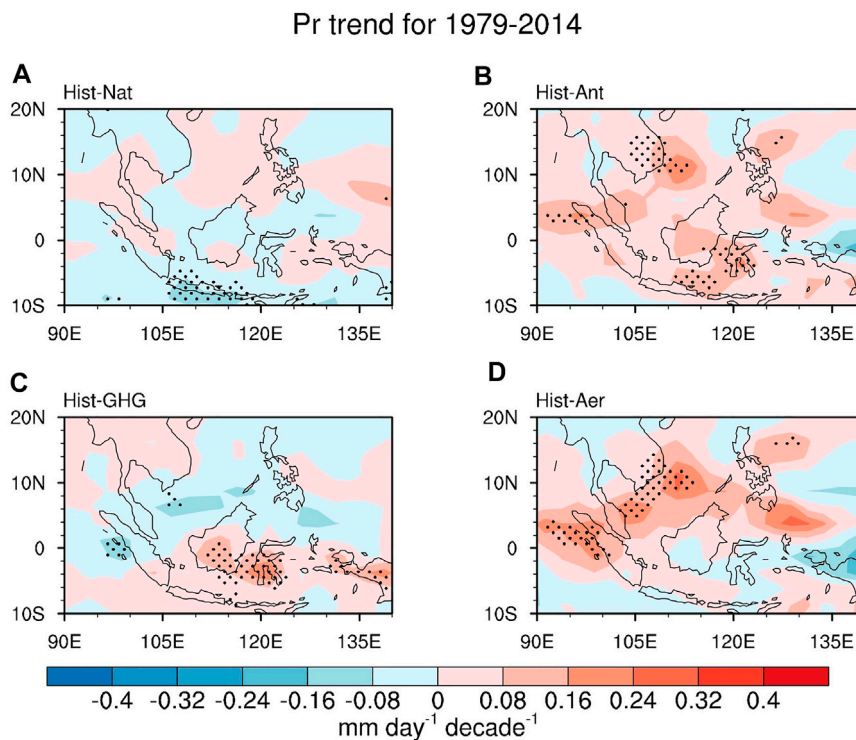 Pr trend for 1979-2014
A
B
Hist-Nat
Hist-Ant
20N
10N
0
10S
90E 105E 120E 135E
20N
10N
0
10S
90E 105E 120E 135E
C
D
Hist-GHG
Hist-Aer
20N
10N
0
10S
90E 105E 120E 135E
20N
10N
0
10S
90E 105E 120E 135E
-0.4 -0.32 -0.24 -0.16 -0.08 0 0.08 0.16 0.24 0.32 0.4
mm day⁻¹ decade⁻¹